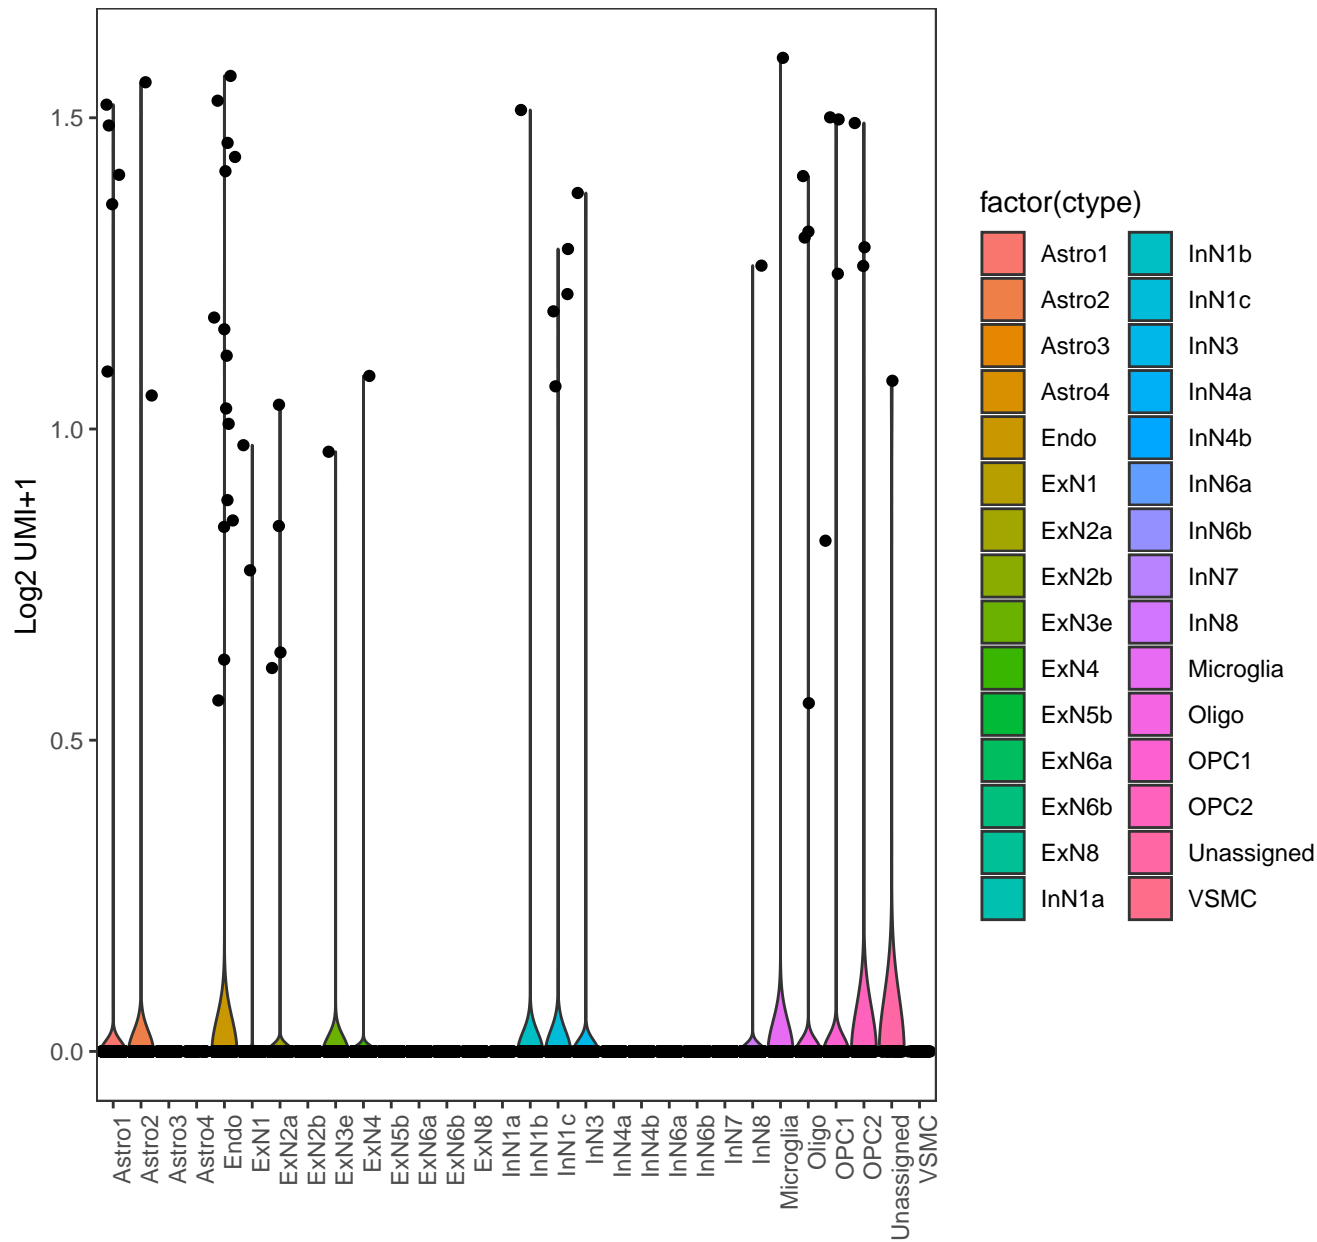 Log2 UMI+1
1.5
1.0
0.5
0.0
Astro1
Astro2
Astro3
Astro4
Endo
ExN1
ExN2a
ExN2b
ExN3e
ExN4
ExN5b
ExN6a
ExN6b
ExN8
InN1a
InN1b
InN1c
InN3
InN4a
InN4b
InN6a
InN6b
InN7
InN8
Microglia
Oligo
OPC1
OPC2
Unassigned
VSMC
factor(ctype)
Astro1
Astro2
Astro3
Astro4
Endo
ExN1
ExN2a
ExN2b
ExN3e
ExN4
ExN5b
ExN6a
ExN6b
ExN8
InN1a
InN1b
InN1c
InN3
InN4a
InN4b
InN6a
InN6b
InN7
InN8
Microglia
Oligo
OPC1
OPC2
Unassigned
VSMC